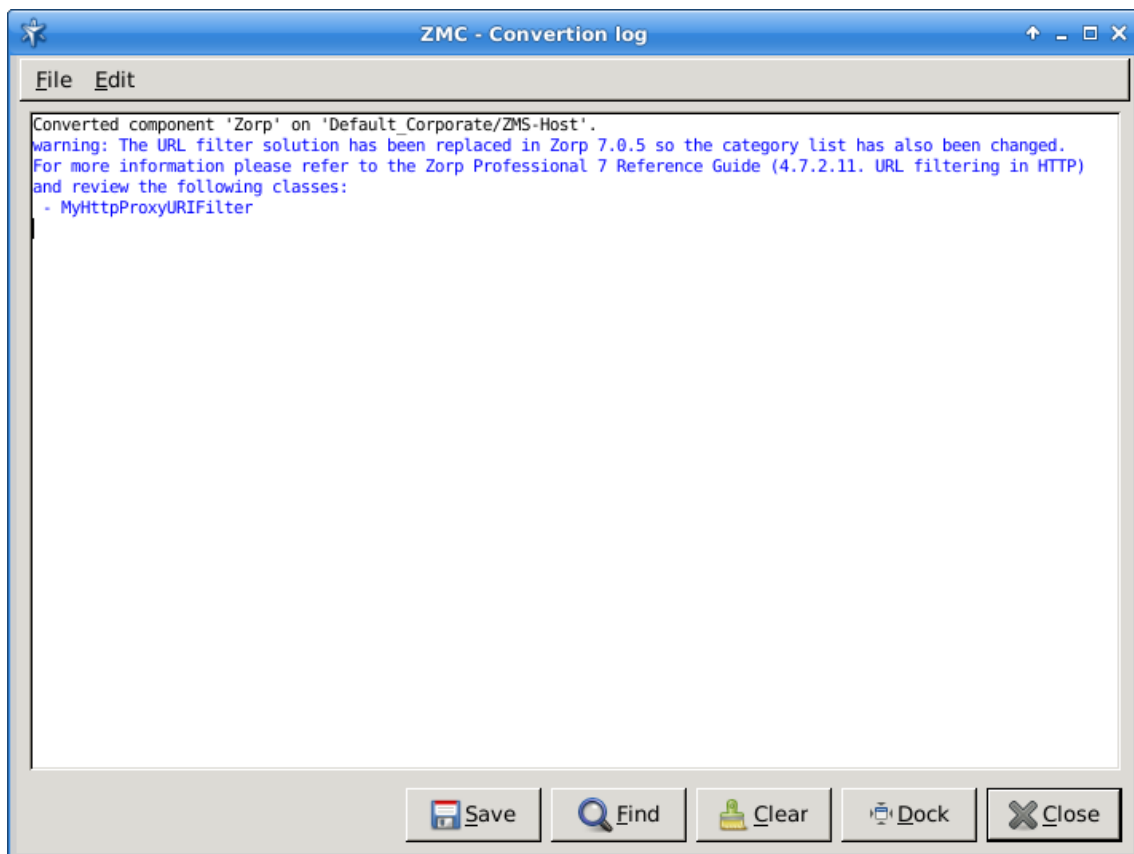 ZMC - Convertion log
File Edit
Converted component 'Zorp' on 'Default_Corporate/ZMS-Host'.
warning: The URL filter solution has been replaced in Zorp 7.0.5 so the category list has also been changed.
For more information please refer to the Zorp Professional 7 Reference Guide (4.7.2.11. URL filtering in HTTP)
and review the following classes:
- MyHttpProxyURIFilter
Save Find Clear Dock Close